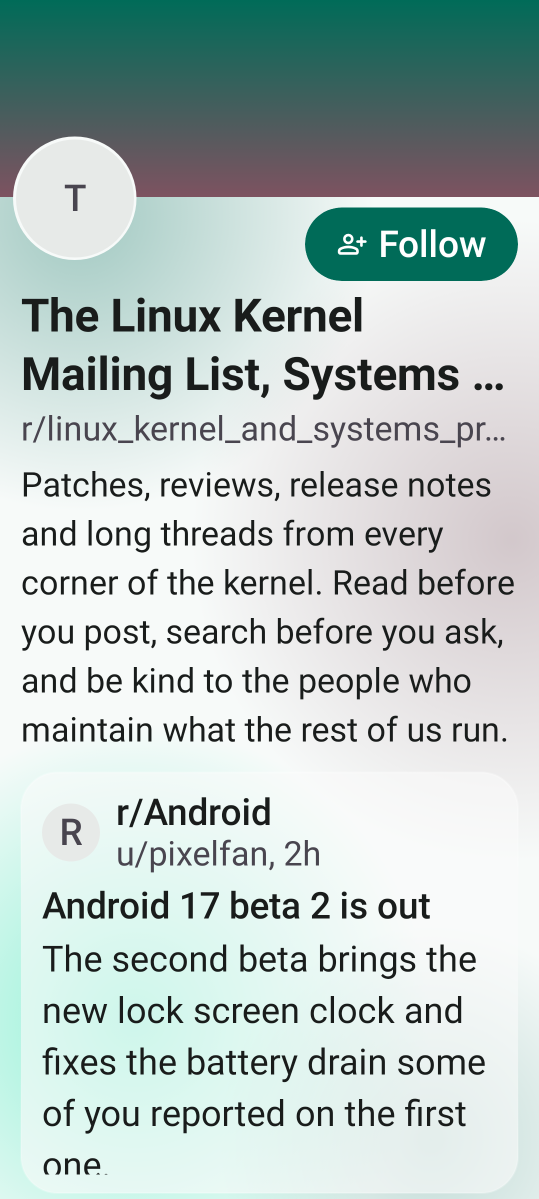 T
Follow
The Linux Kernel
Mailing List, Systems …
r/linux_kernel_and_systems_pr…
Patches, reviews, release notes
and long threads from every
corner of the kernel. Read before
you post, search before you ask,
and be kind to the people who
maintain what the rest of us run.
R
r/Android
u/pixelfan, 2h
Android 17 beta 2 is out
The second beta brings the
new lock screen clock and
fixes the battery drain some
of you reported on the first
one.